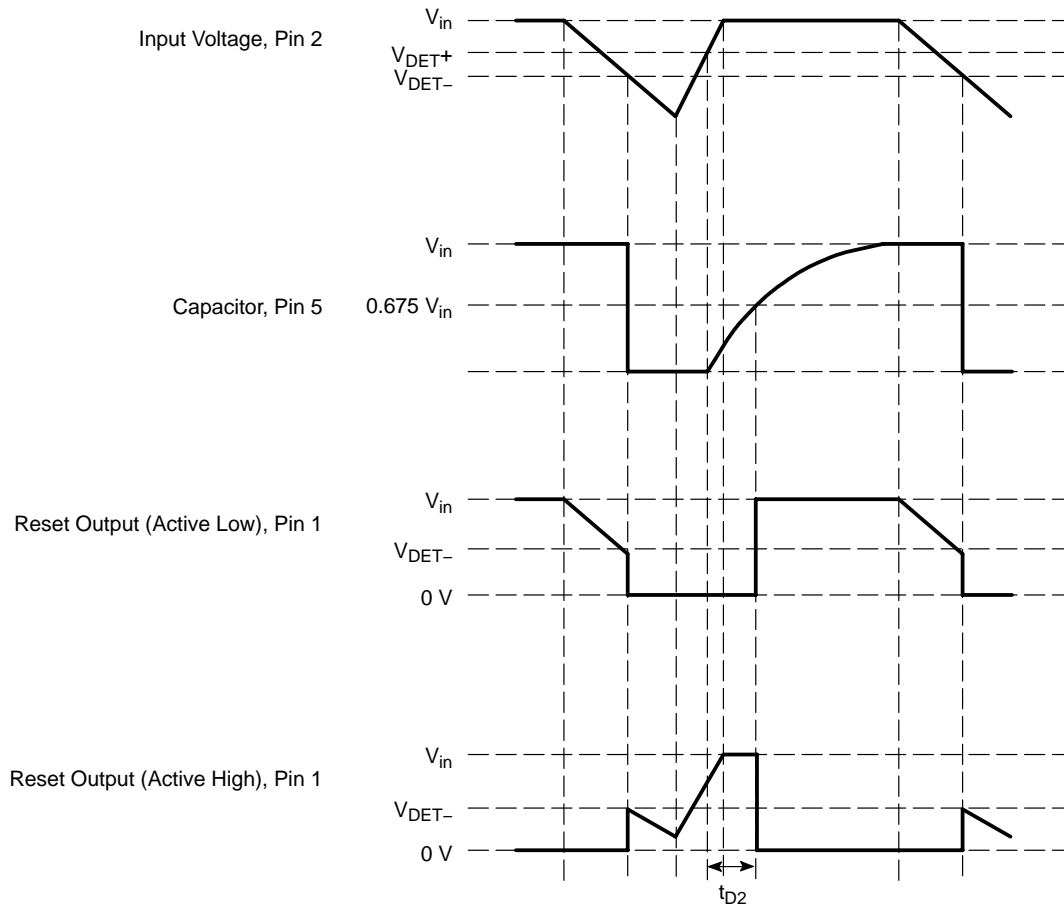 V_in
Input Voltage, Pin 2
V_DET+
V_DET–
V_in
Capacitor, Pin 5
0.675 V_in
V_in
Reset Output (Active Low), Pin 1
V_DET–
0 V
V_in
Reset Output (Active High), Pin 1
V_DET–
0 V
t_D2